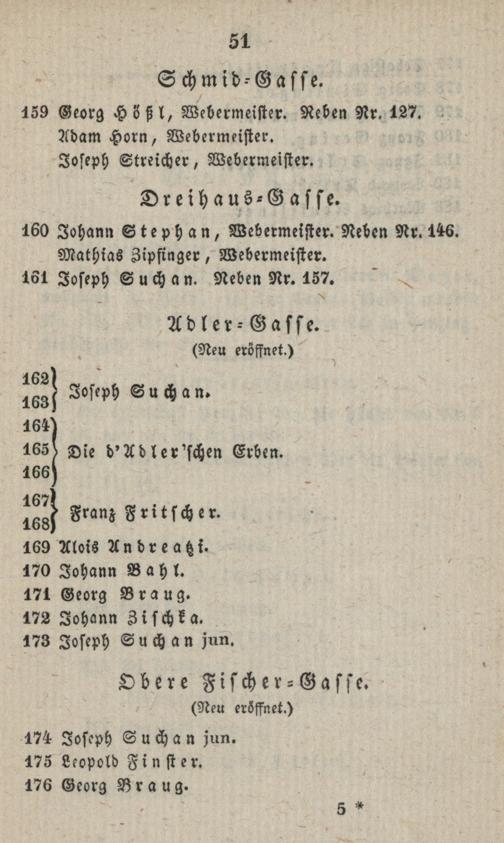 51
Schmid-Gasse.
159 Georg Hößl, Webermeister. Neben Nr. 127.
Adam Horn, Webermeister.
Joseph Streicher, Webermeister.
Dreihaus-Gasse.
160 Johann Stephan, Webermeister. Neben Nr. 146.
Mathias Zipfinger, Webermeister.
161 Joseph Suchan. Neben Nr. 157.
Adler-Gasse.
(Neu eröffnet.)
162
163 } Joseph Suchan.
164
165 } Die d'Adler'schen Erben.
166
167
168 } Franz Fritscher.
169 Alois Andreatzi.
170 Johann Bahl.
171 Georg Braug.
172 Johann Zischka.
173 Joseph Suchan jun.
Obere Fischer-Gasse.
(Neu eröffnet.)
174 Joseph Suchan jun.
175 Leopold Finster.
176 Georg Braug.
5 *